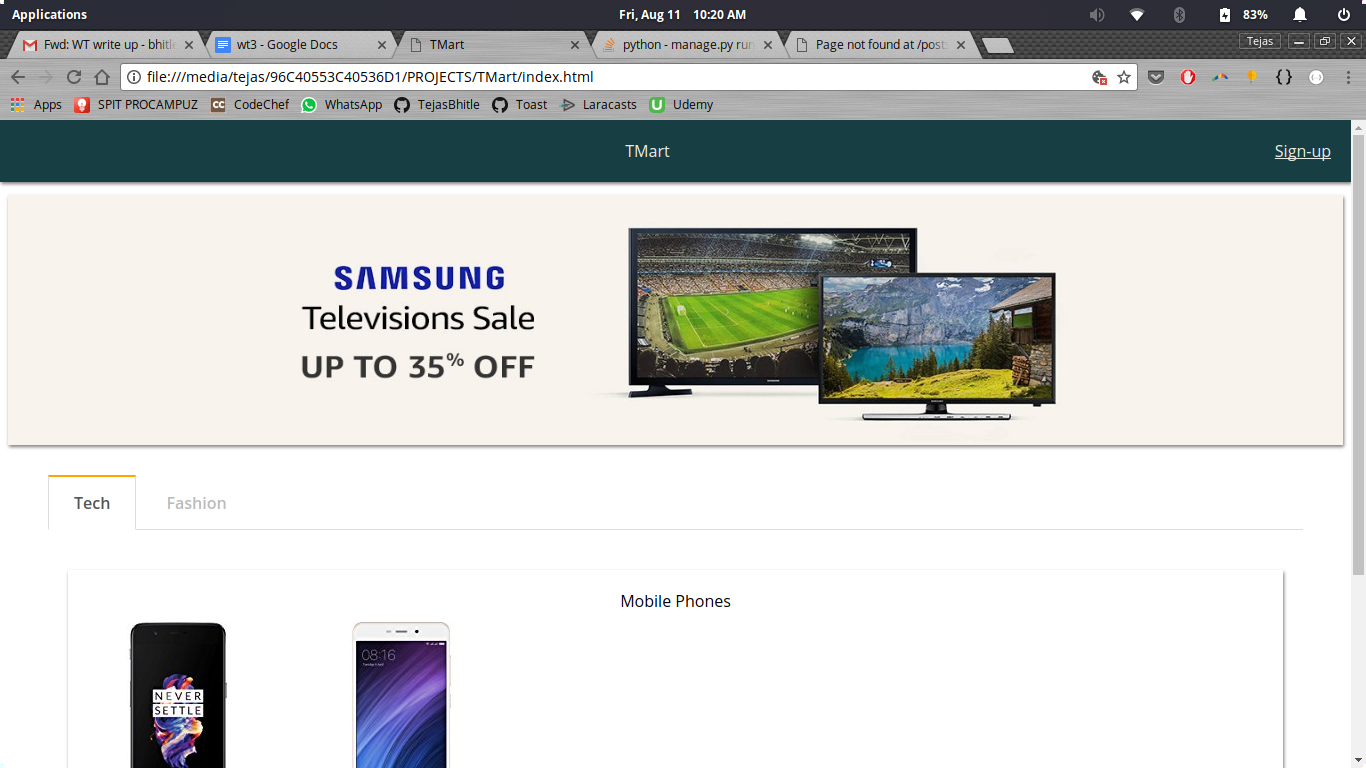 Applications
Fri, Aug 11 10:20 AM
83%
Fwd: WT write up - bhitl
wt3 - Google Docs
TMart
python - manage.py run
Page not found at /post
Tejas
file:///media/tejas/96C40553C40536D1/PROJECTS/TMart/index.html
Apps
SPIT PROCAMPUZ
CC CodeChef
WhatsApp
TejasBhitle
Toast
Laracasts
Udemy
TMart
Sign-up
SAMSUNG
Televisions Sale
UP TO 35% OFF
Tech
Fashion
Mobile Phones
NEVER
SETTLE
08:16